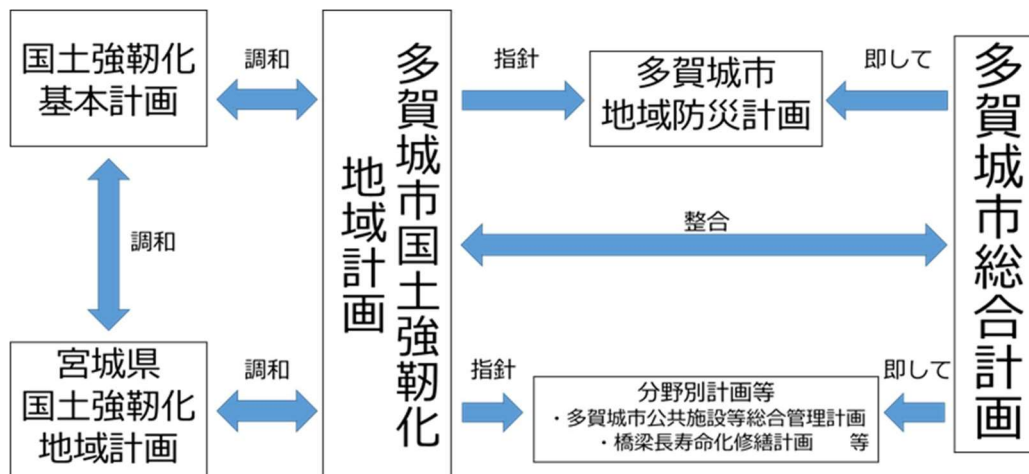 国土強靭化
基本計画
調和
調和
宮城県
国土強靭化
地域計画
調和
多賀城市国土強靭化
地域計画
指針
多賀城市
地域防災計画
即して
整合
指針
分野別計画等
・多賀城市公共施設等総合管理計画
・橋梁長寿命化修繕計画　等
即して
多賀城市総合計画